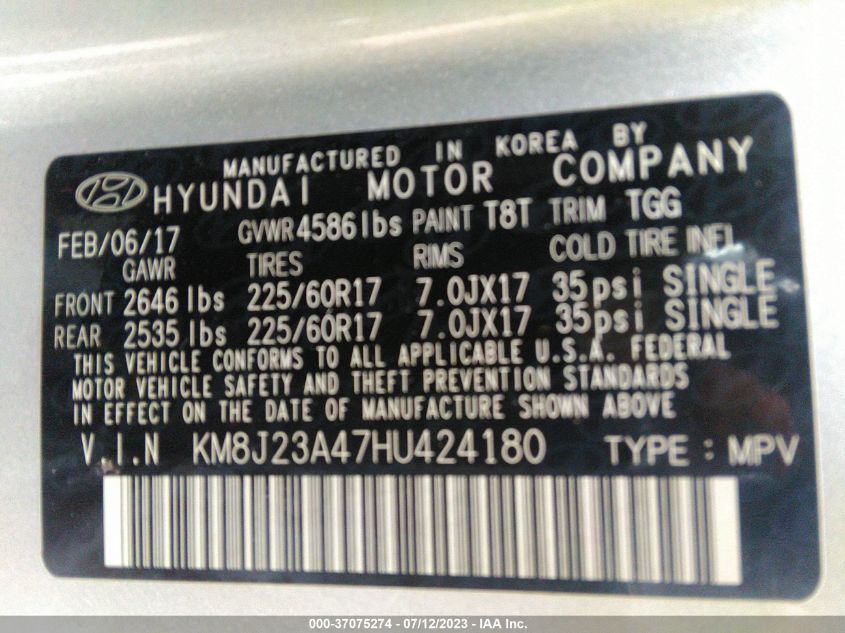 MANUFACTURED IN KOREA BY
HYUNDAI MOTOR COMPANY
FEB/06/17 GVWR 4586 lbs PAINT T8T TRIM TGG
GAWR TIRES RIMS COLD TIRE INFL
FRONT 2646 lbs 225/60R17 7.0JX17 35psi SINGLE
REAR 2535 lbs 225/60R17 7.0JX17 35psi SINGLE
THIS VEHICLE CONFORMS TO ALL APPLICABLE U.S.A. FEDERAL
MOTOR VEHICLE SAFETY AND THEFT PREVENTION STANDARDS
IN EFFECT ON THE DATE OF MANUFACTURE SHOWN ABOVE
V.I.N KM8J23A47HU424180 TYPE : MPV
000-37075274 - 07/12/2023 - IAA Inc.